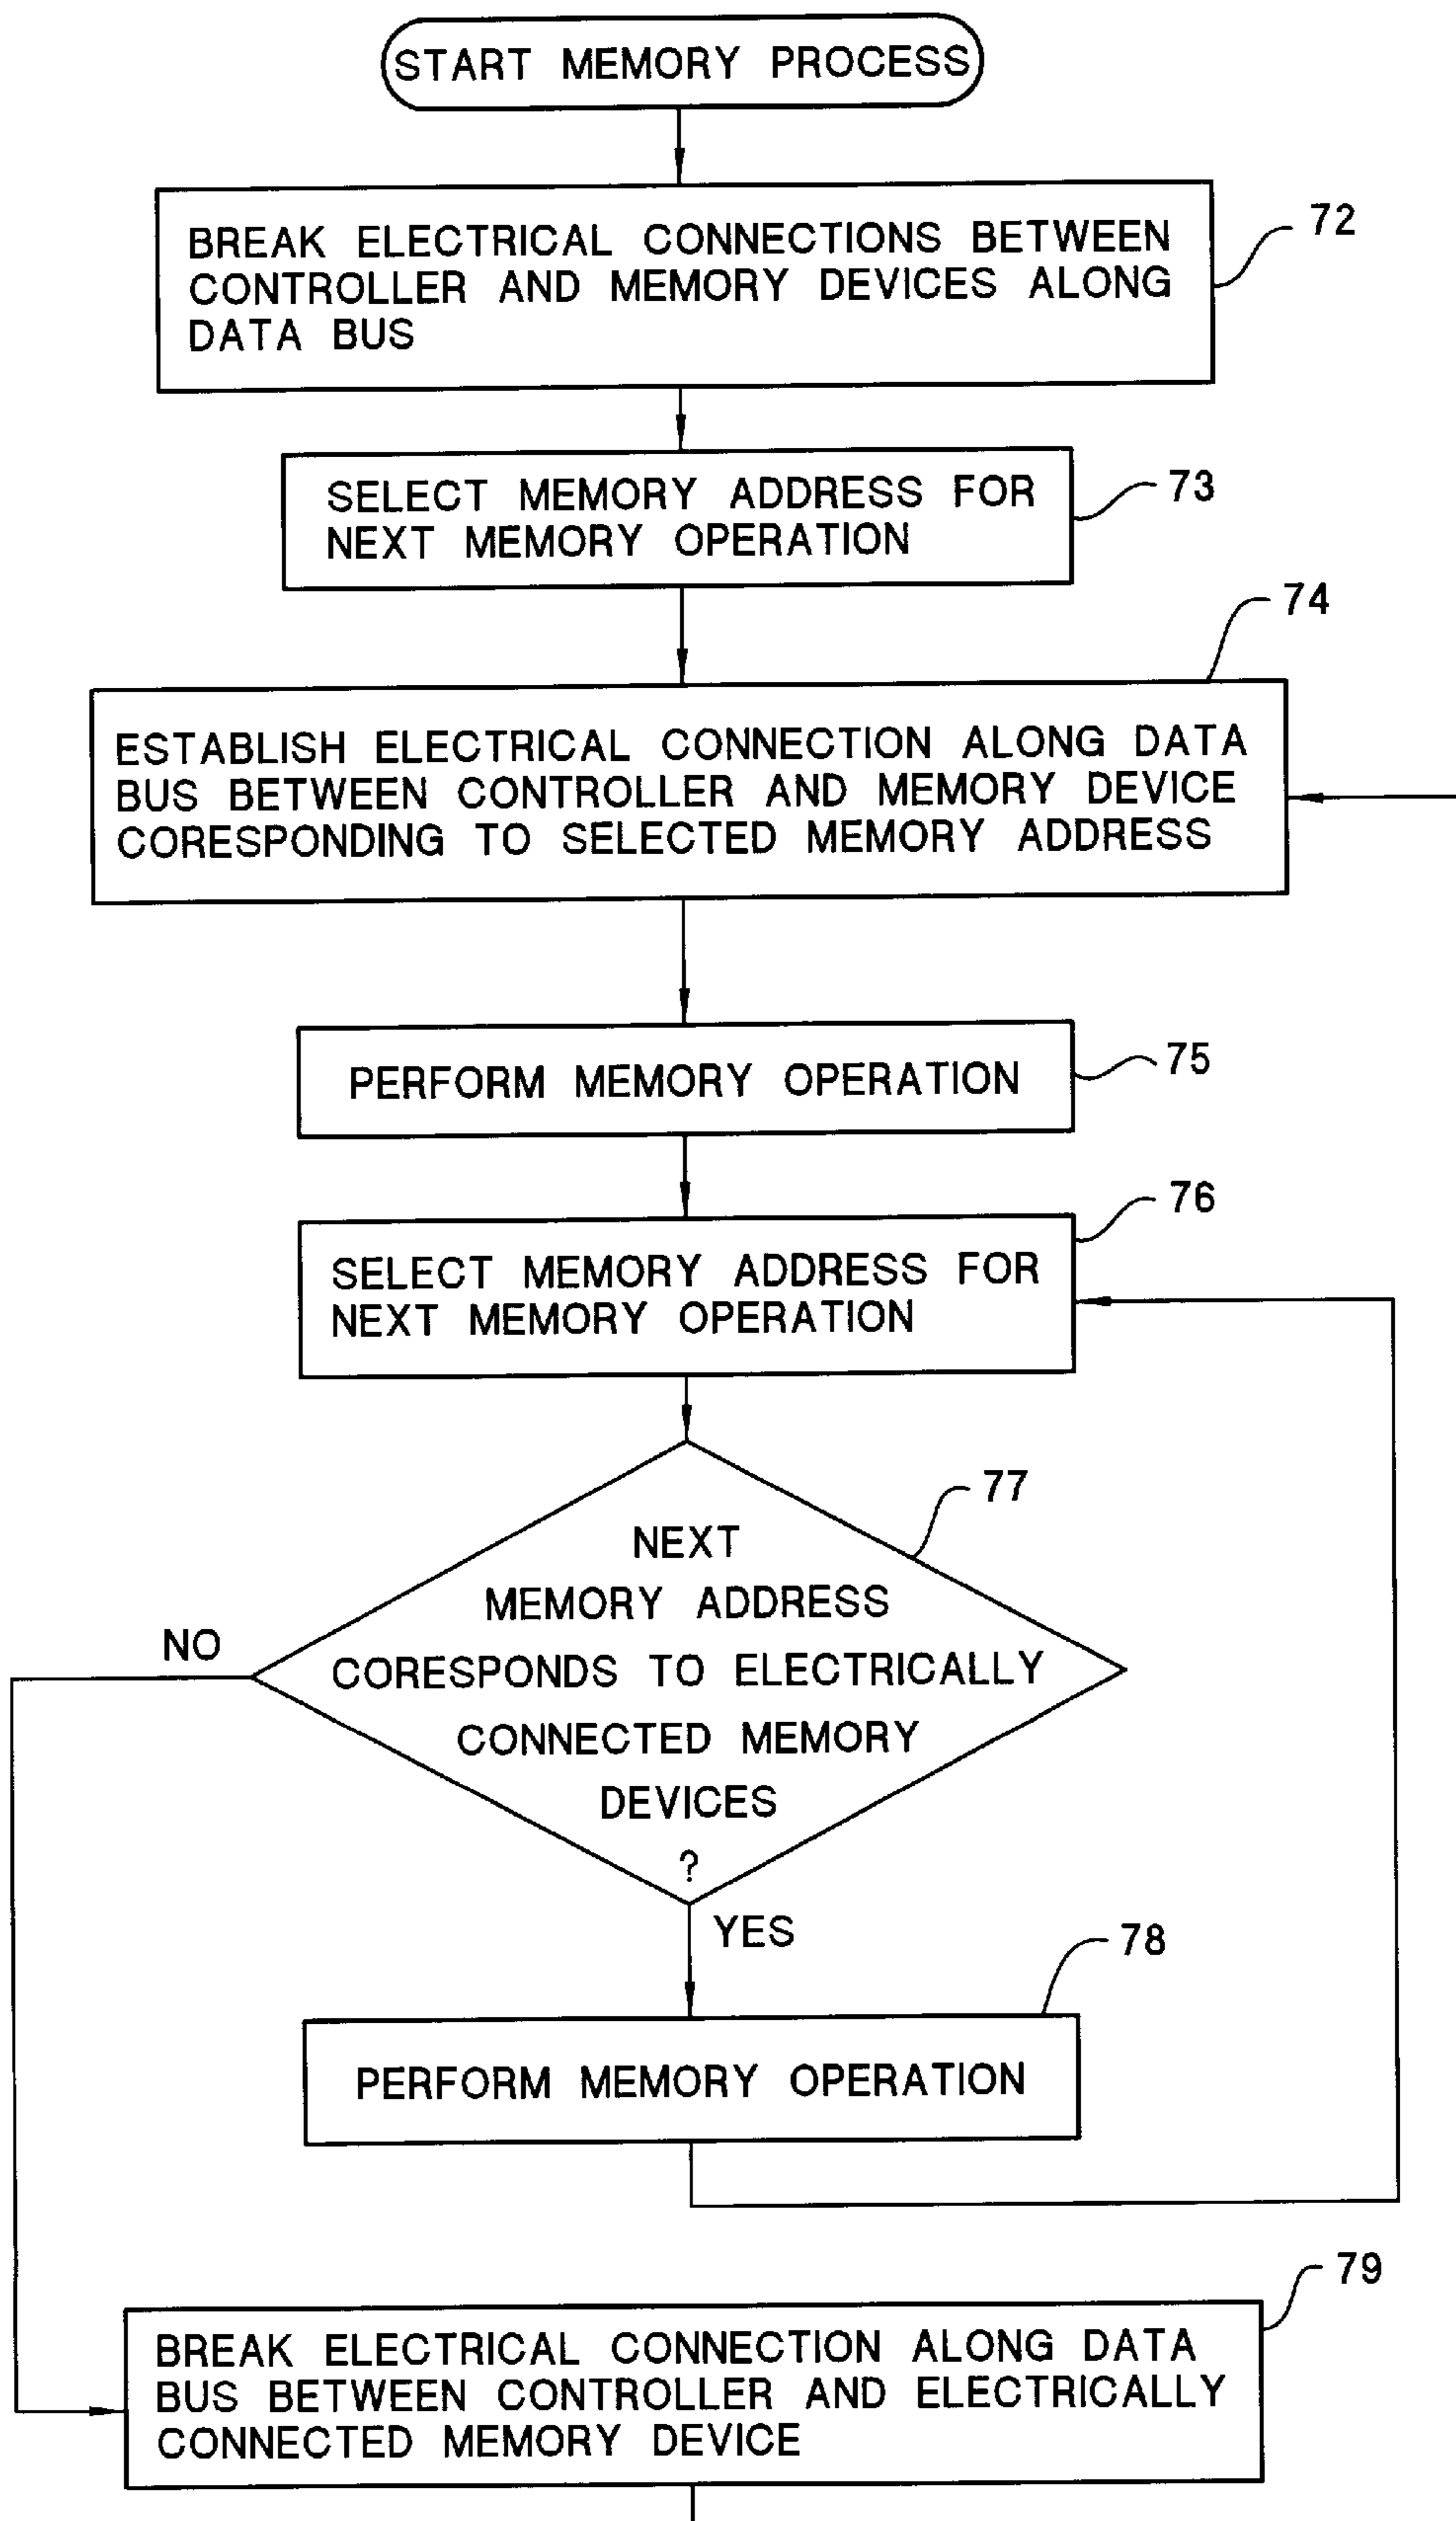 START MEMORY PROCESS
72
BREAK ELECTRICAL CONNECTIONS BETWEEN
CONTROLLER AND MEMORY DEVICES ALONG
DATA BUS
73
SELECT MEMORY ADDRESS FOR
NEXT MEMORY OPERATION
74
ESTABLISH ELECTRICAL CONNECTION ALONG DATA
BUS BETWEEN CONTROLLER AND MEMORY DEVICE
CORESPONDING TO SELECTED MEMORY ADDRESS
75
PERFORM MEMORY OPERATION
76
SELECT MEMORY ADDRESS FOR
NEXT MEMORY OPERATION
77
NEXT
MEMORY ADDRESS
CORESPONDS TO ELECTRICALLY
CONNECTED MEMORY
DEVICES
?
NO
YES
78
PERFORM MEMORY OPERATION
79
BREAK ELECTRICAL CONNECTION ALONG DATA
BUS BETWEEN CONTROLLER AND ELECTRICALLY
CONNECTED MEMORY DEVICE